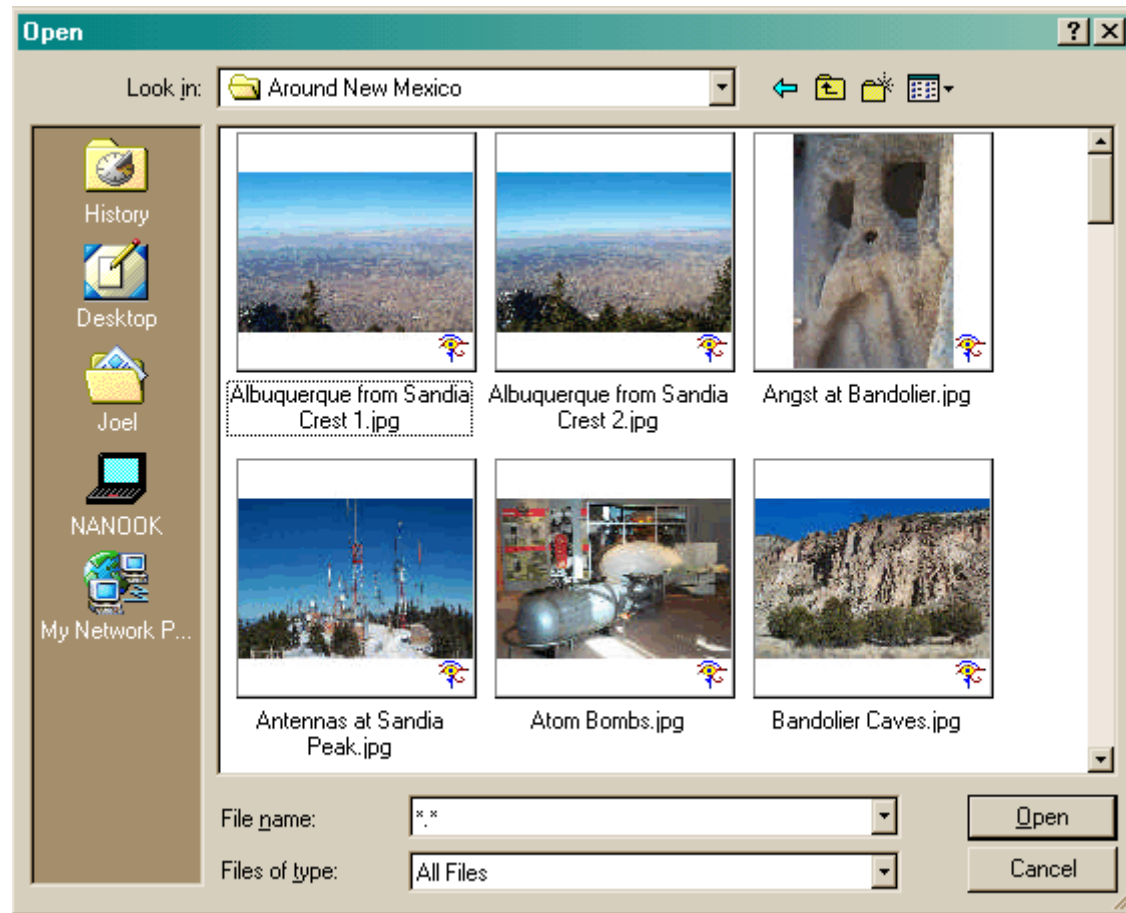 Open
Look in: Around New Mexico
History
Desktop
Joel
NANOOK
My Network P...
Albuquerque from Sandia
Crest 1.jpg
Albuquerque from Sandia
Crest 2.jpg
Angst at Bandolier.jpg
Antennas at Sandia
Peak.jpg
Atom Bombs.jpg
Bandolier Caves.jpg
File name: *.*
Open
Files of type: All Files
Cancel